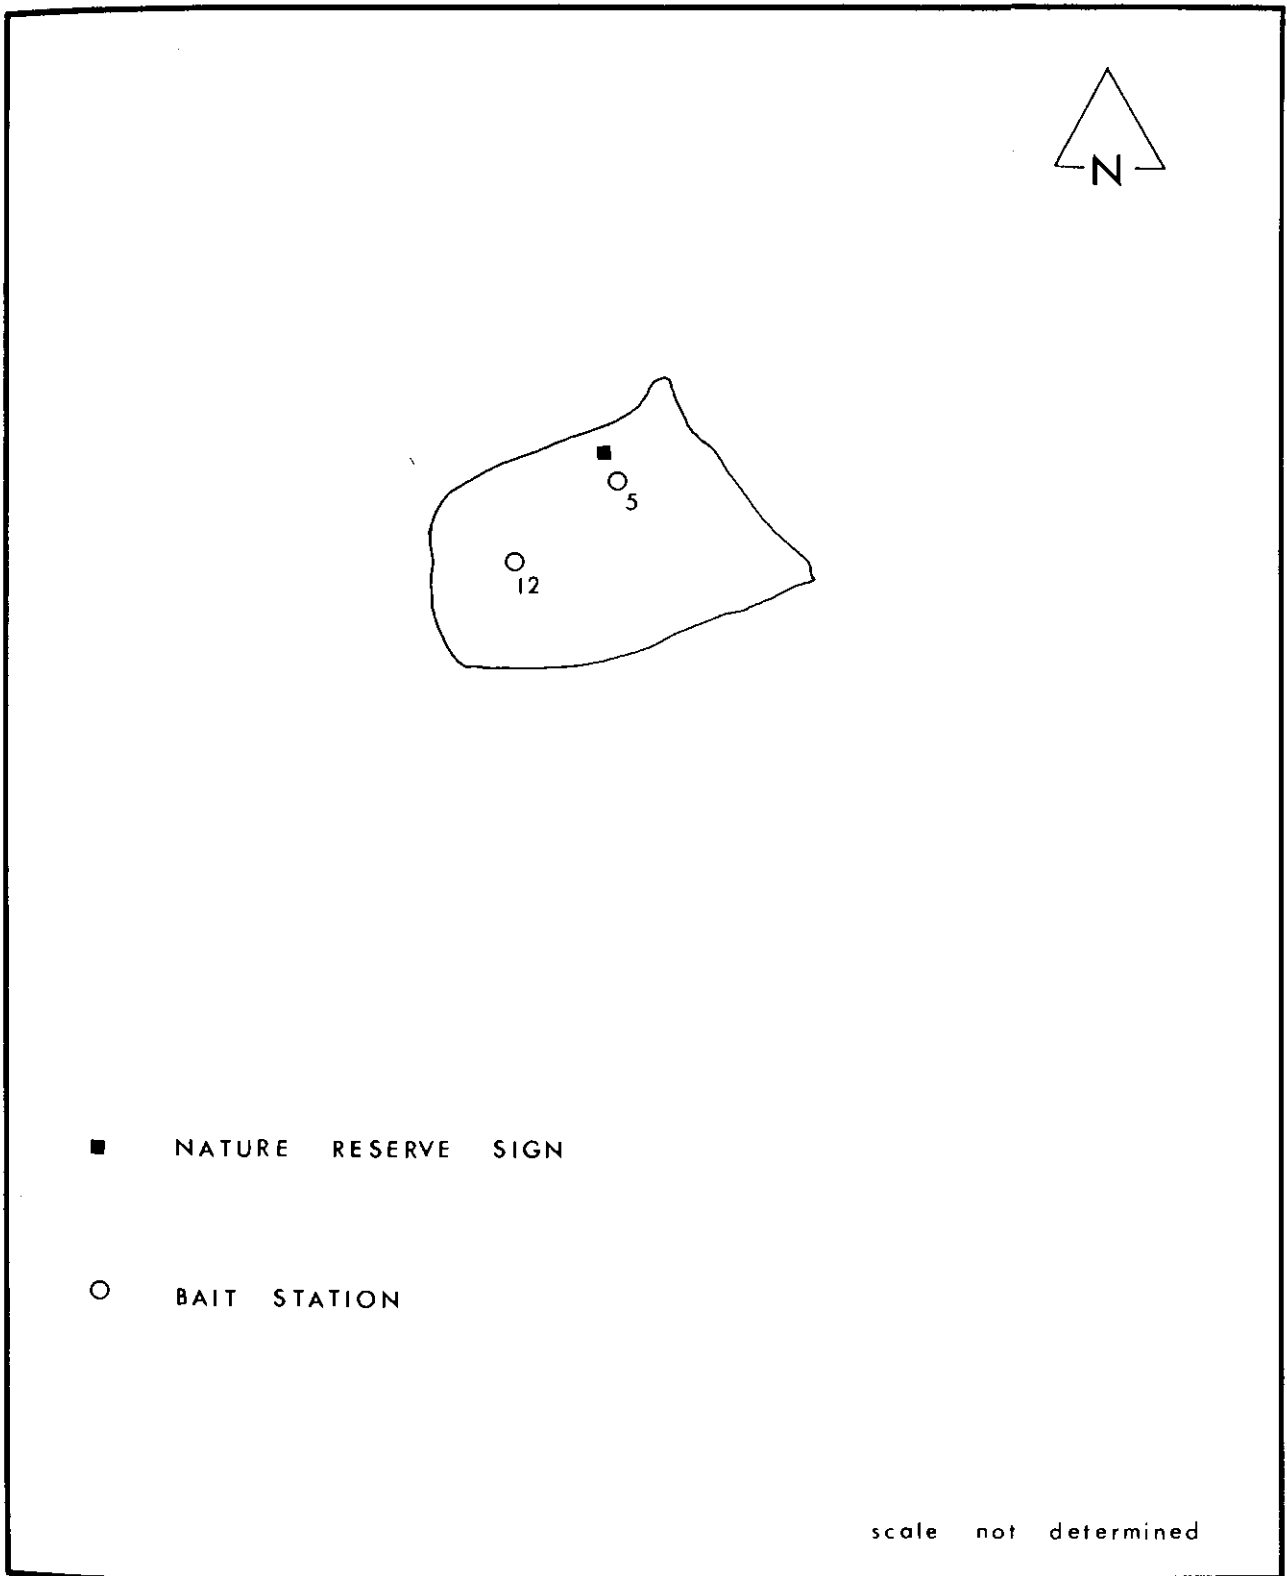 N
5
12
NATURE RESERVE SIGN
BAIT STATION
scale not determined